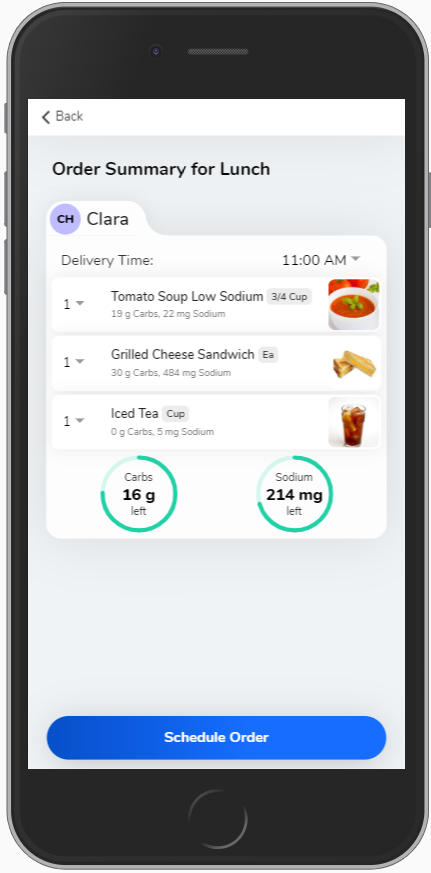 Back
Order Summary for Lunch
CH Clara
Delivery Time: 11:00 AM
1 Tomato Soup Low Sodium 3/4 Cup
19 g Carbs, 22 mg Sodium
1 Grilled Cheese Sandwich Ea
30 g Carbs, 484 mg Sodium
1 Iced Tea Cup
0 g Carbs, 5 mg Sodium
Carbs
16 g
left
Sodium
214 mg
left
Schedule Order